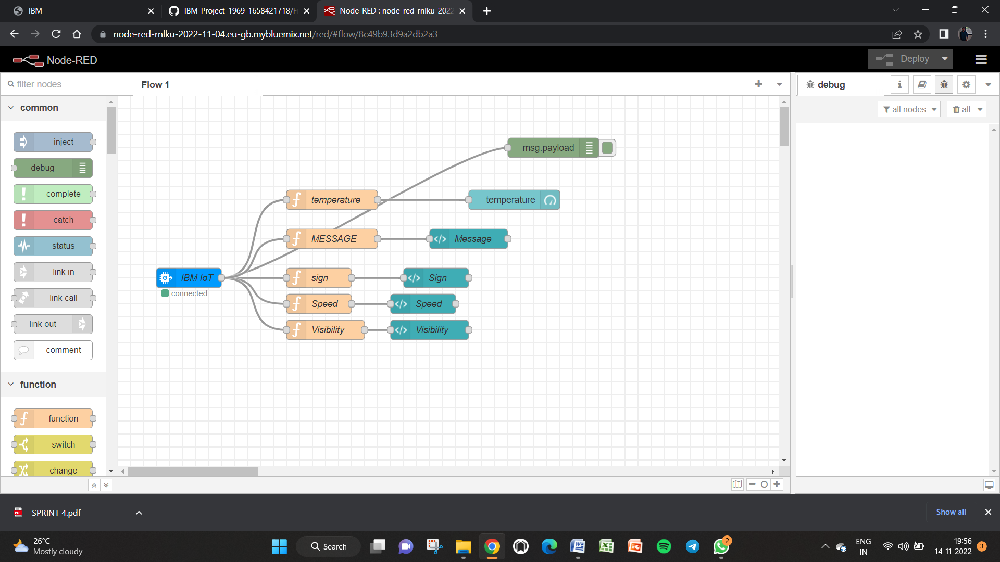 IBM
IBM-Project-1969-1658421718/F
Node-RED : node-red-rnlku-2022
node-red-rnlku-2022-11-04.eu-gb.mybluemix.net/red/#flow/8c49b93d9a2db2a3
Node-RED
Deploy
filter nodes
Flow 1
debug
i
all nodes
all
common
inject
debug
complete
catch
status
link in
link call
link out
comment
function
function
switch
change
msg.payload
temperature
temperature
MESSAGE
Message
IBM IoT
connected
sign
Sign
Speed
Speed
Visibility
Visibility
SPRINT 4.pdf
Show all
26°C
Mostly cloudy
Search
2
ENG
IN
19:56
14-11-2022
3